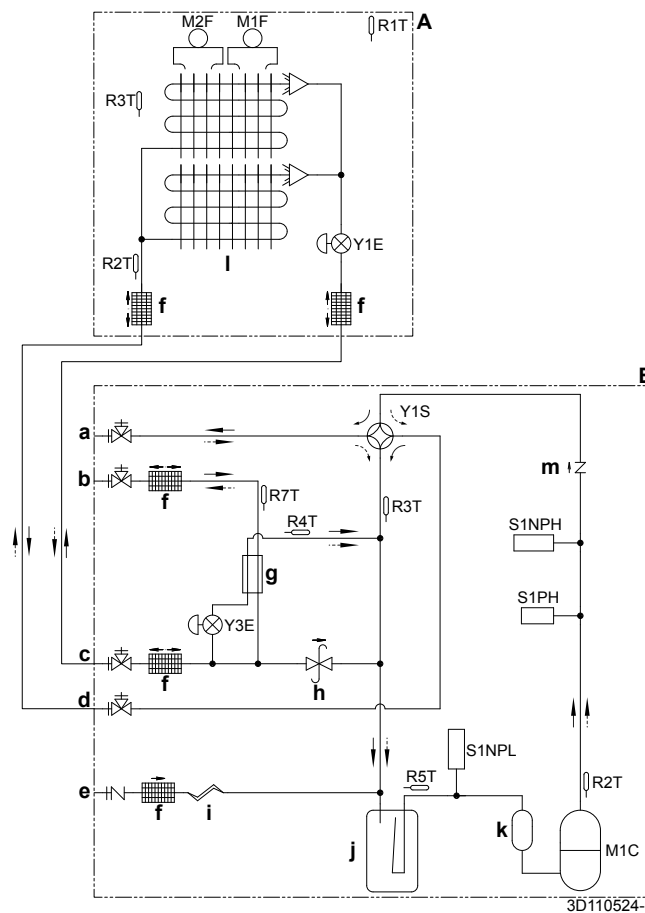 M2F M1F
R1T A
R3T
Y1E
R2T
l
f f
B
a Y1S
b m
f R7T R3T
R4T S1NPH
g
S1PH
Y3E
c
f h
d
S1NPL
R5T R2T
e
f i k
j M1C
3D110524-